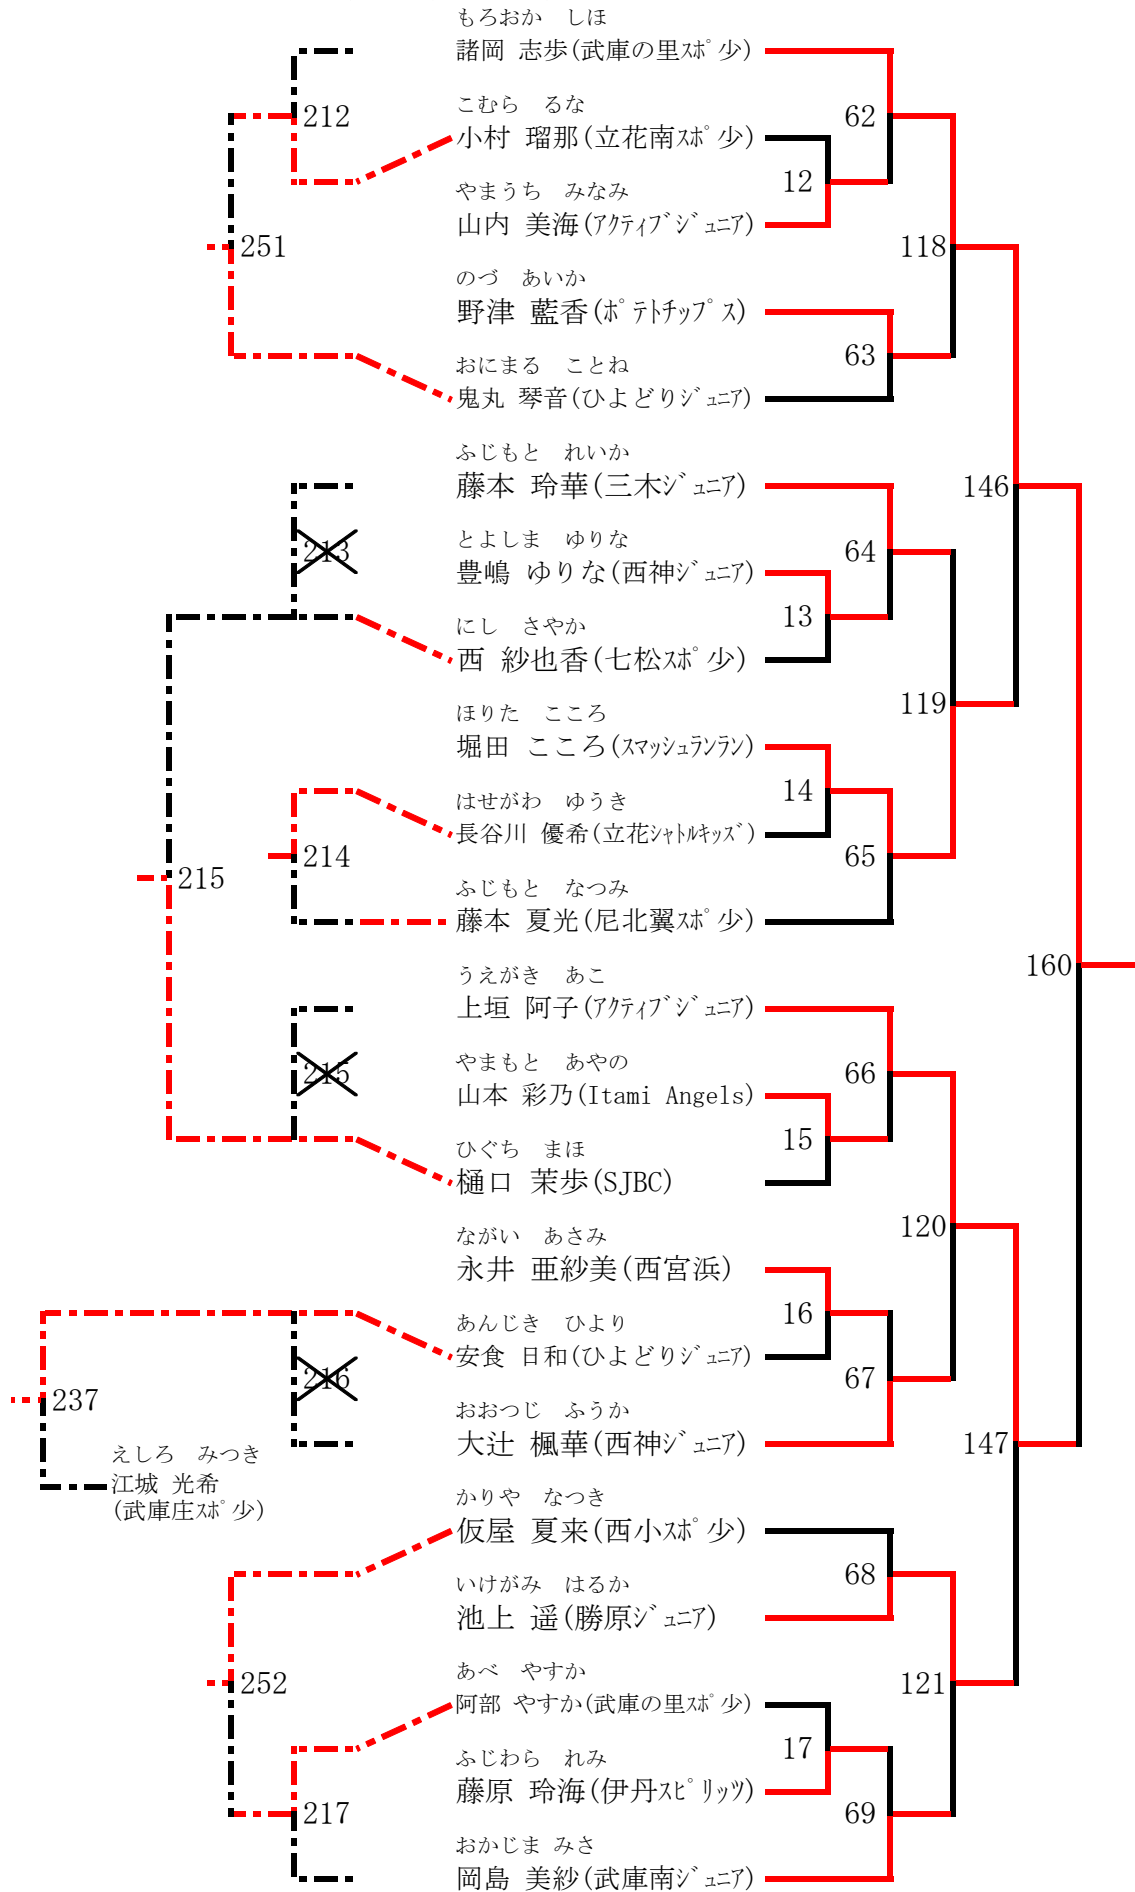 もろおか　しほ
諸岡 志歩(武庫の里ｽﾎﾟ少)
212
こむら　るな
小村 瑠那(立花南ｽﾎﾟ少)
62
12
やまうち　みなみ
山内 美海(ｱｸﾃｨﾌﾞｼﾞｭﾆｱ)
251
118
のづ　あいか
野津 藍香(ﾎﾟﾃﾄﾁｯﾌﾟｽ)
63
おにまる　ことね
鬼丸 琴音(ひよどりｼﾞｭﾆｱ)
ふじもと　れいか
藤本 玲華(三木ｼﾞｭﾆｱ)
146
213
とよしま　ゆりな
豊嶋 ゆりな(西神ｼﾞｭﾆｱ)
64
13
にし　さやか
西 紗也香(七松ｽﾎﾟ少)
119
ほりた　こころ
堀田 こころ(ｽﾏｯｼｭﾗﾝﾗﾝ)
14
はせがわ　ゆうき
長谷川 優希(立花ｼｬﾄﾙｷｯｽﾞ)
214
65
215
ふじもと　なつみ
藤本 夏光(尼北翼ｽﾎﾟ少)
160
うえがき　あこ
上垣 阿子(ｱｸﾃｨﾌﾞｼﾞｭﾆｱ)
215
やまもと　あやの
山本 彩乃(Itami Angels)
66
15
ひぐち　まほ
樋口 茉歩(SJBC)
120
ながい　あさみ
永井 亜紗美(西宮浜)
16
あんじき　ひより
安食 日和(ひよどりｼﾞｭﾆｱ)
216
67
237
おおつじ　ふうか
大辻 楓華(西神ｼﾞｭﾆｱ)
147
えしろ　みつき
江城 光希
(武庫庄ｽﾎﾟ少)
かりや　なつき
仮屋 夏来(西小ｽﾎﾟ少)
68
いけがみ　はるか
池上 遥(勝原ｼﾞｭﾆｱ)
252
121
あべ　やすか
阿部 やすか(武庫の里ｽﾎﾟ少)
17
ふじわら　れみ
藤原 玲海(伊丹ｽﾋﾟﾘｯﾂ)
217
69
おかじま みさ
岡島 美紗(武庫南ｼﾞｭﾆｱ)